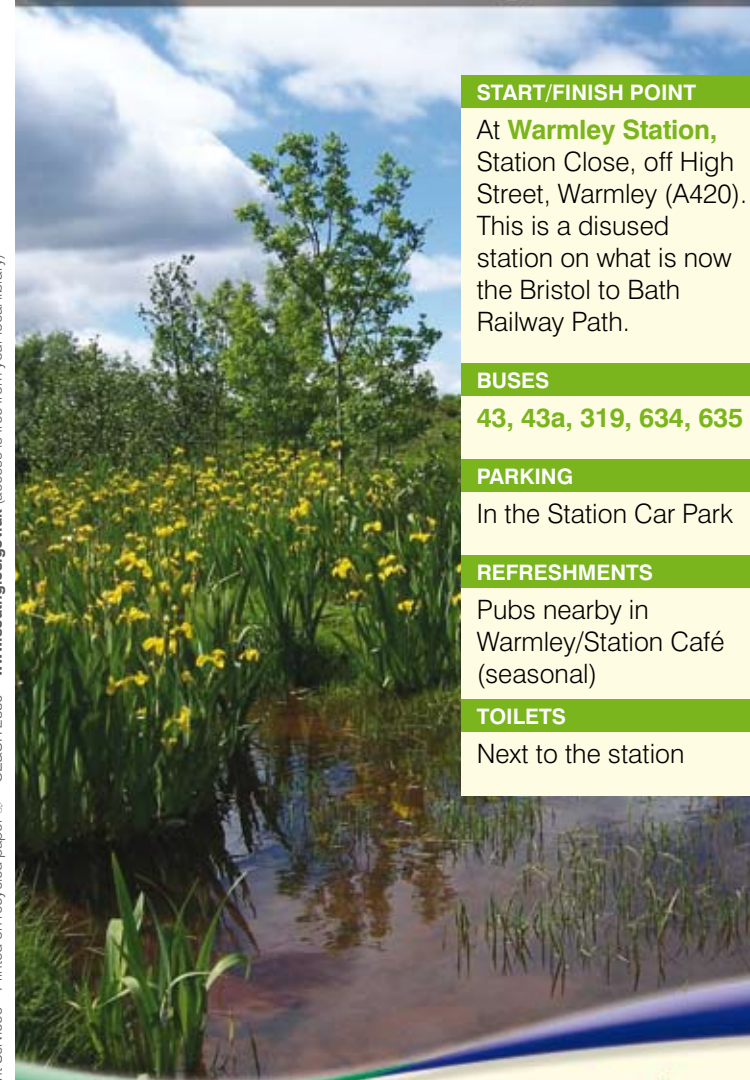 START/FINISH POINT
At Warmley Station,
Station Close, off High
Street, Warmley (A420).
This is a disused
station on what is now
the Bristol to Bath
Railway Path.
BUSES
43, 43a, 319, 634, 635
PARKING
In the Station Car Park
REFRESHMENTS
Pubs nearby in
Warmley/Station Café
(seasonal)
TOILETS
Next to the station